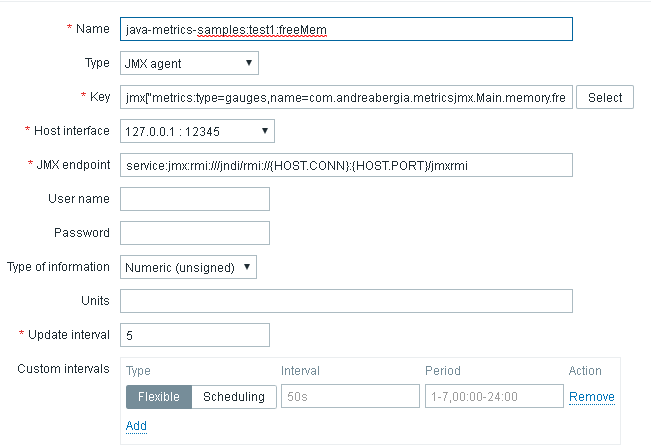 * Name java-metrics-samples:test1:freeMem
Type JMX agent
* Key jmx["metrics:type=gauges,name=com.andreabergia.metricsjmx.Main.memory.fre Select
* Host interface 127.0.0.1 : 12345
* JMX endpoint service:jmx:rmi:///jndi/rmi://{HOST.CONN}:{HOST.PORT}/jmxrmi
User name
Password
Type of information Numeric (unsigned)
Units
* Update interval 5
Custom intervals Type Interval Period Action
Flexible Scheduling 50s 1-7,00:00-24:00 Remove
Add